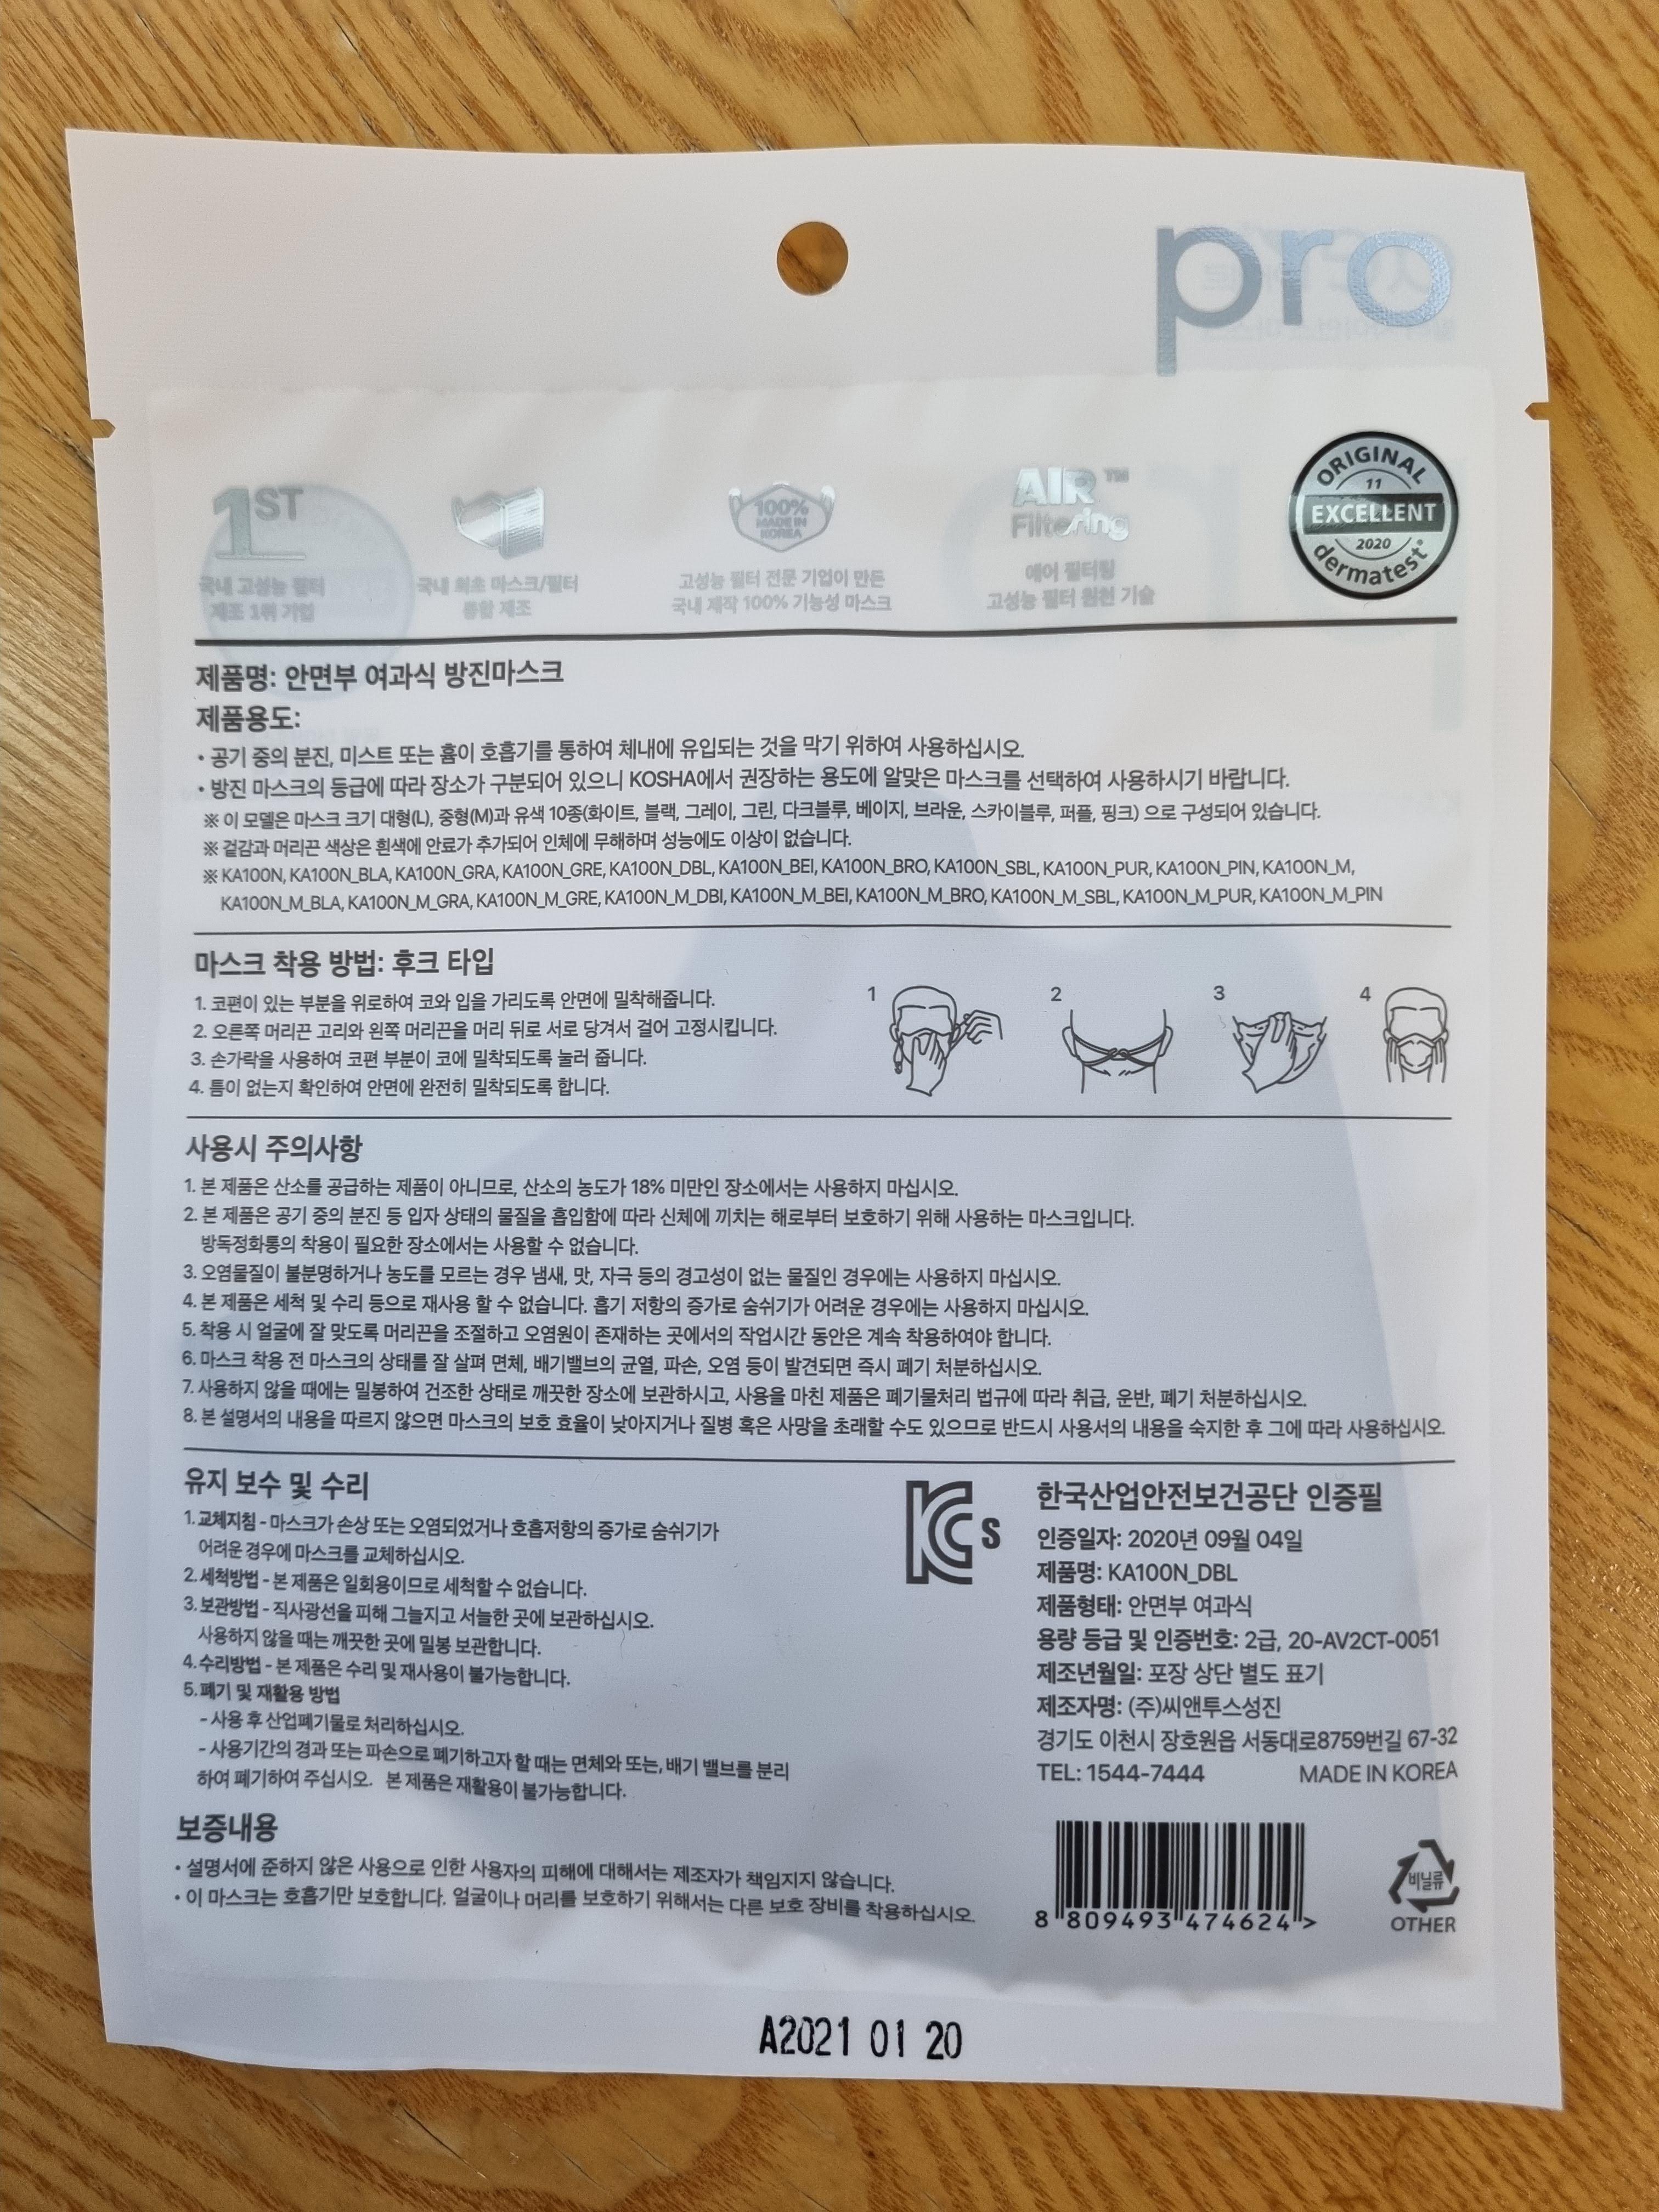 pro
1ST
국내 고성능 필터
제조 1위 기업
국내 최초 마스크/필터
통합 제조
100%
MADE IN
KOREA
고성능 필터 전문 기업이 만든
국내 제작 100% 기능성 마스크
AIR™
Filtering
에어 필터링
고성능 필터 원천 기술
ORIGINAL
11
EXCELLENT
2020
dermatest®
제품명: 안면부 여과식 방진마스크
제품용도:
• 공기 중의 분진, 미스트 또는 흄이 호흡기를 통하여 체내에 유입되는 것을 막기 위하여 사용하십시오.
• 방진 마스크의 등급에 따라 장소가 구분되어 있으니 KOSHA에서 권장하는 용도에 알맞은 마스크를 선택하여 사용하시기 바랍니다.
※ 이 모델은 마스크 크기 대형(L), 중형(M)과 유색 10종(화이트, 블랙, 그레이, 그린, 다크블루, 베이지, 브라운, 스카이블루, 퍼플, 핑크) 으로 구성되어 있습니다.
※ 겉감과 머리끈 색상은 흰색에 안료가 추가되어 인체에 무해하며 성능에도 이상이 없습니다.
※ KA100N, KA100N_BLA, KA100N_GRA, KA100N_GRE, KA100N_DBL, KA100N_BEI, KA100N_BRO, KA100N_SBL, KA100N_PUR, KA100N_PIN, KA100N_M,
KA100N_M_BLA, KA100N_M_GRA, KA100N_M_GRE, KA100N_M_DBI, KA100N_M_BEI, KA100N_M_BRO, KA100N_M_SBL, KA100N_M_PUR, KA100N_M_PIN
마스크 착용 방법: 후크 타입
1. 코편이 있는 부분을 위로하여 코와 입을 가리도록 안면에 밀착해줍니다.
2. 오른쪽 머리끈 고리와 왼쪽 머리끈을 머리 뒤로 서로 당겨서 걸어 고정시킵니다.
3. 손가락을 사용하여 코편 부분이 코에 밀착되도록 눌러 줍니다.
4. 틈이 없는지 확인하여 안면에 완전히 밀착되도록 합니다.
1 2 3 4
사용시 주의사항
1. 본 제품은 산소를 공급하는 제품이 아니므로, 산소의 농도가 18% 미만인 장소에서는 사용하지 마십시오.
2. 본 제품은 공기 중의 분진 등 입자 상태의 물질을 흡입함에 따라 신체에 끼치는 해로부터 보호하기 위해 사용하는 마스크입니다.
방독정화통의 착용이 필요한 장소에서는 사용할 수 없습니다.
3. 오염물질이 불분명하거나 농도를 모르는 경우 냄새, 맛, 자극 등의 경고성이 없는 물질인 경우에는 사용하지 마십시오.
4. 본 제품은 세척 및 수리 등으로 재사용 할 수 없습니다. 흡기 저항의 증가로 숨쉬기가 어려운 경우에는 사용하지 마십시오.
5. 착용 시 얼굴에 잘 맞도록 머리끈을 조절하고 오염원이 존재하는 곳에서의 작업시간 동안은 계속 착용하여야 합니다.
6. 마스크 착용 전 마스크의 상태를 잘 살펴 면체, 배기밸브의 균열, 파손, 오염 등이 발견되면 즉시 폐기 처분하십시오.
7. 사용하지 않을 때에는 밀봉하여 건조한 상태로 깨끗한 장소에 보관하시고, 사용을 마친 제품은 폐기물처리 법규에 따라 취급, 운반, 폐기 처분하십시오.
8. 본 설명서의 내용을 따르지 않으면 마스크의 보호 효율이 낮아지거나 질병 혹은 사망을 초래할 수도 있으므로 반드시 사용서의 내용을 숙지한 후 그에 따라 사용하십시오.
유지 보수 및 수리
1. 교체지침 - 마스크가 손상 또는 오염되었거나 호흡저항의 증가로 숨쉬기가
어려운 경우에 마스크를 교체하십시오.
2. 세척방법 - 본 제품은 일회용이므로 세척할 수 없습니다.
3. 보관방법 - 직사광선을 피해 그늘지고 서늘한 곳에 보관하십시오.
사용하지 않을 때는 깨끗한 곳에 밀봉 보관합니다.
4. 수리방법 - 본 제품은 수리 및 재사용이 불가능합니다.
5. 폐기 및 재활용 방법
- 사용 후 산업폐기물로 처리하십시오.
- 사용기간의 경과 또는 파손으로 폐기하고자 할 때는 면체와 또는, 배기 밸브를 분리
하여 폐기하여 주십시오. 본 제품은 재활용이 불가능합니다.
보증내용
• 설명서에 준하지 않은 사용으로 인한 사용자의 피해에 대해서는 제조자가 책임지지 않습니다.
• 이 마스크는 호흡기만 보호합니다. 얼굴이나 머리를 보호하기 위해서는 다른 보호 장비를 착용하십시오.
KCs
한국산업안전보건공단 인증필
인증일자: 2020년 09월 04일
제품명: KA100N_DBL
제품형태: 안면부 여과식
용량 등급 및 인증번호: 2급, 20-AV2CT-0051
제조년월일: 포장 상단 별도 표기
제조자명: (주)씨앤투스성진
경기도 이천시 장호원읍 서동대로8759번길 67-32
TEL: 1544-7444 MADE IN KOREA
8 809493 474624 >
비닐류
OTHER
A2021 01 20